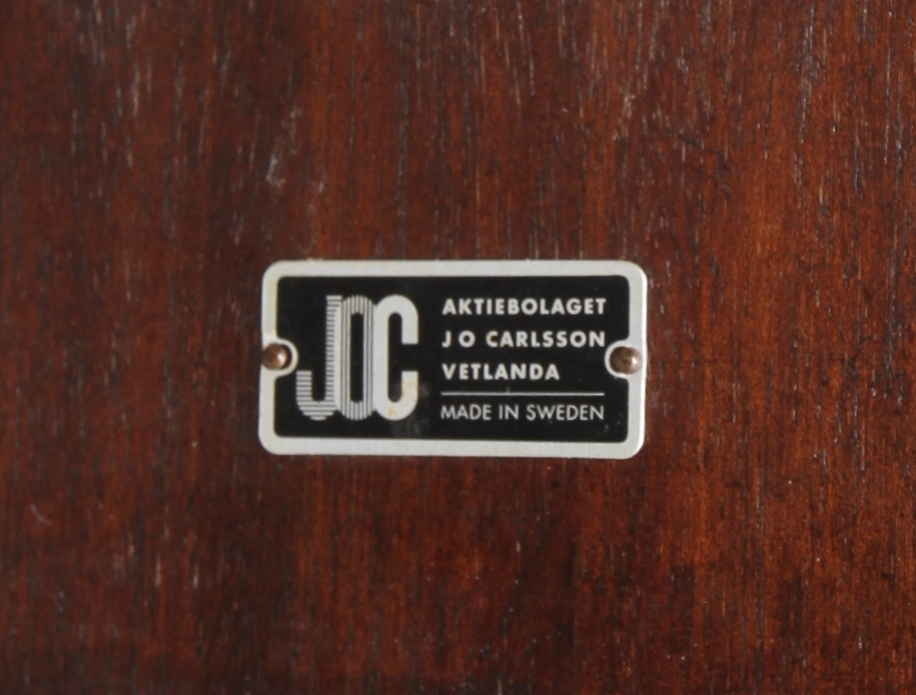 JOC
AKTIEBOLAGET
J O CARLSSON
VETLANDA
MADE IN SWEDEN